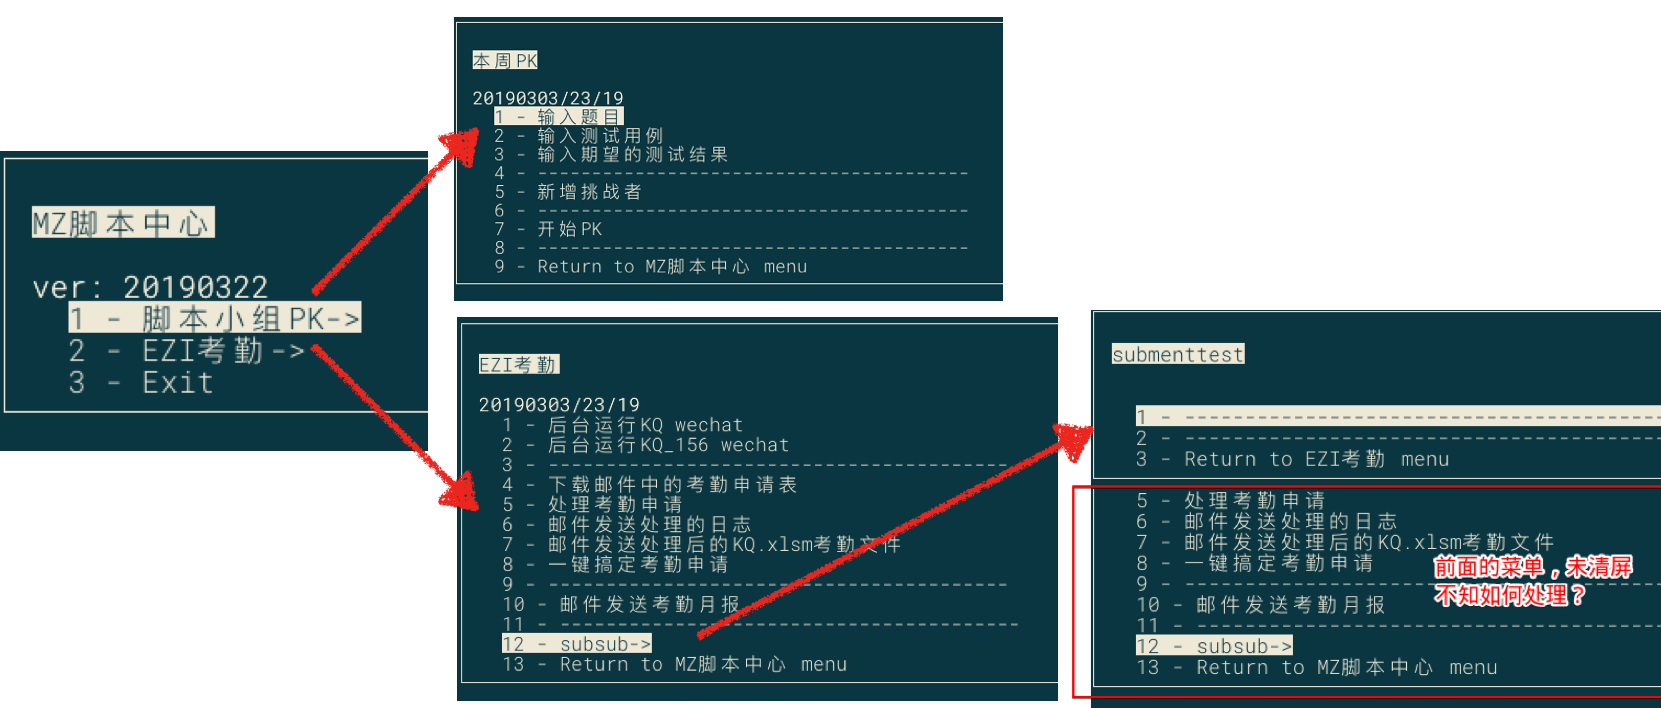 MZ脚本中心
ver: 20190322
1 - 脚本小组PK->
2 - EZI考勤->
3 - Exit
本周PK
20190303/23/19
1 - 输入题目
2 - 输入测试用例
3 - 输入期望的测试结果
4 - ----------------------------------------
5 - 新增挑战者
6 - ----------------------------------------
7 - 开始PK
8 - ----------------------------------------
9 - Return to MZ脚本中心 menu
EZI考勤
20190303/23/19
1 - 后台运行KQ wechat
2 - 后台运行KQ_156 wechat
3 - ----------------------------------------
4 - 下载邮件中的考勤申请表
5 - 处理考勤申请
6 - 邮件发送处理的日志
7 - 邮件发送处理后的KQ.xlsm考勤文件
8 - 一键搞定考勤申请
9 - ----------------------------------------
10 - 邮件发送考勤月报
11 - ----------------------------------------
12 - subsub->
13 - Return to MZ脚本中心 menu
submenttest
1 - ----------------------------------------
2 - ----------------------------------------
3 - Return to EZI考勤 menu
5 - 处理考勤申请
6 - 邮件发送处理的日志
7 - 邮件发送处理后的KQ.xlsm考勤文件
8 - 一键搞定考勤申请
9 - ----------------------------------------
10 - 邮件发送考勤月报
11 - ----------------------------------------
12 - subsub->
13 - Return to MZ脚本中心 menu
前面的菜单，未清屏
不知如何处理？